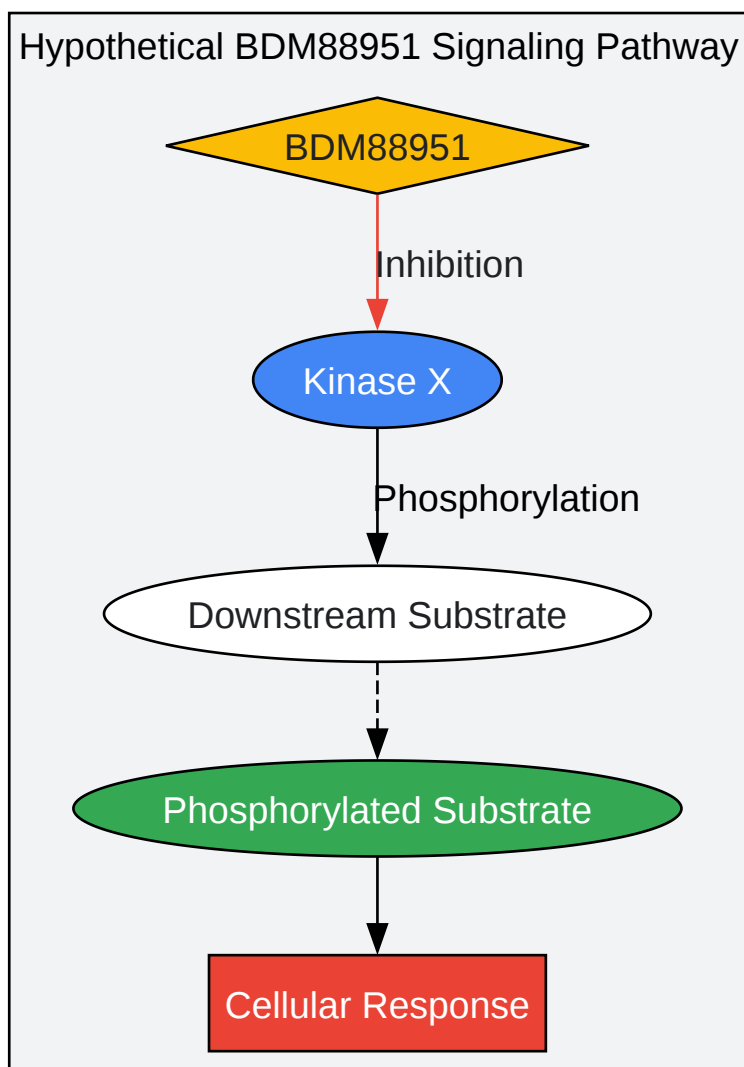 Hypothetical BDM88951 Signaling Pathway
BDM88951
Inhibition
Kinase X
Phosphorylation
Downstream Substrate
Phosphorylated Substrate
Cellular Response